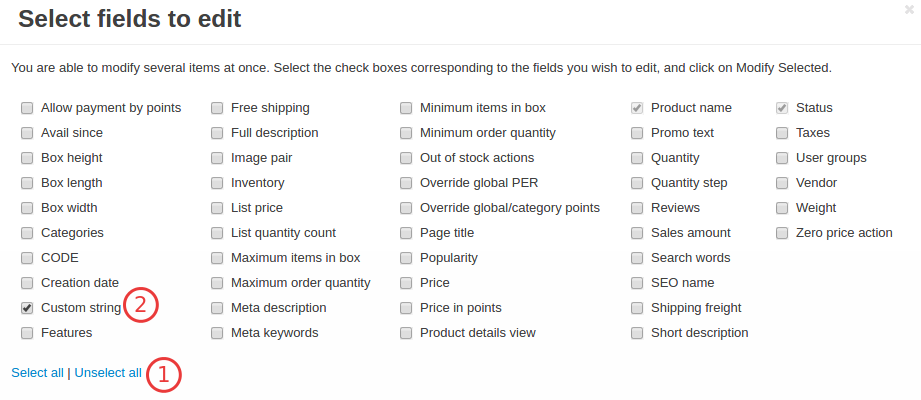 Select fields to edit
You are able to modify several items at once. Select the check boxes corresponding to the fields you wish to edit, and click on Modify Selected.
Allow payment by points Free shipping Minimum items in box Product name Status
Avail since Full description Minimum order quantity Promo text Taxes
Box height Image pair Out of stock actions Quantity User groups
Box length Inventory Override global PER Quantity step Vendor
Box width List price Override global/category points Reviews Weight
Categories List quantity count Page title Sales amount Zero price action
CODE Maximum items in box Popularity Search words
Creation date Maximum order quantity Price SEO name
Custom string 2 Meta description Price in points Shipping freight
Features Meta keywords Product details view Short description
Select all | Unselect all 1